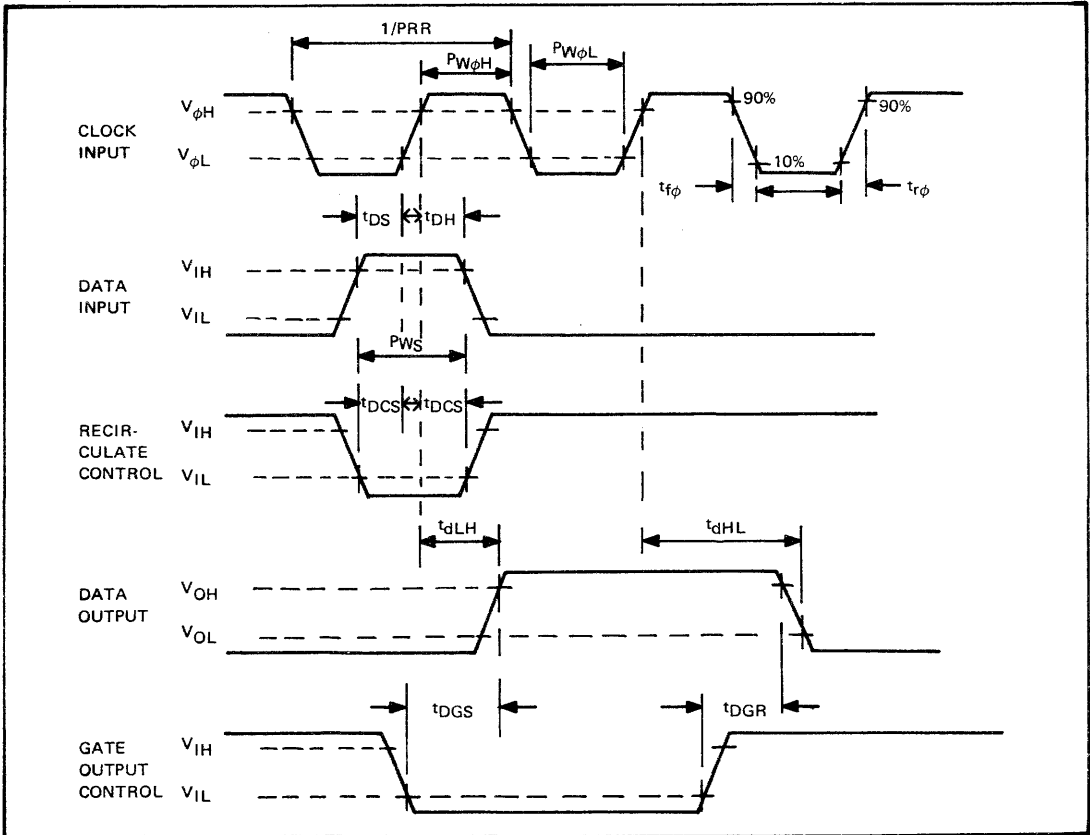 1/PRR
PWφH
PWφL
CLOCK
INPUT
VφH
VφL
90%
90%
10%
tfφ
trφ
tDS
tDH
DATA
INPUT
VIH
VIL
PWS
tDCS
tDCS
RECIR-
CULATE
CONTROL
VIH
VIL
tdLH
tdHL
DATA
OUTPUT
VOH
VOL
tDGS
tDGR
GATE
OUTPUT
CONTROL
VIH
VIL